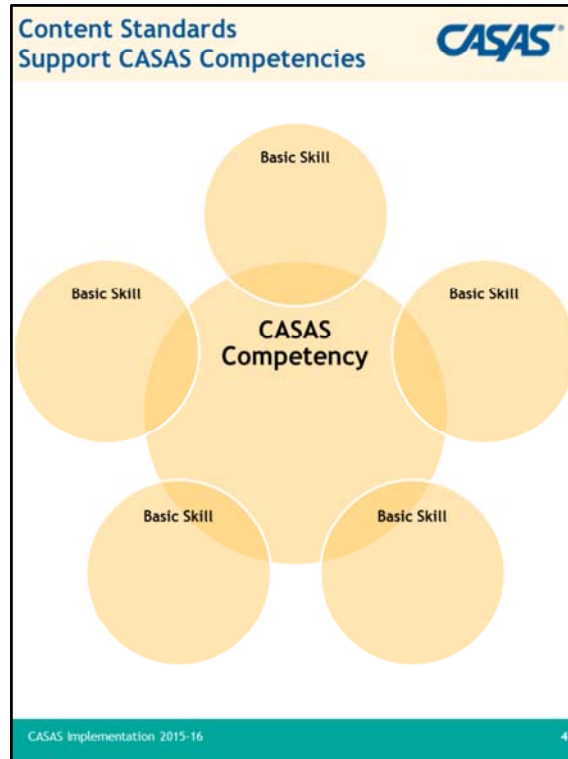 Content Standards
Support CASAS Competencies
CASAS®
Basic Skill
Basic Skill
Basic Skill
CASAS
Competency
Basic Skill
Basic Skill
CASAS Implementation 2015-16
4